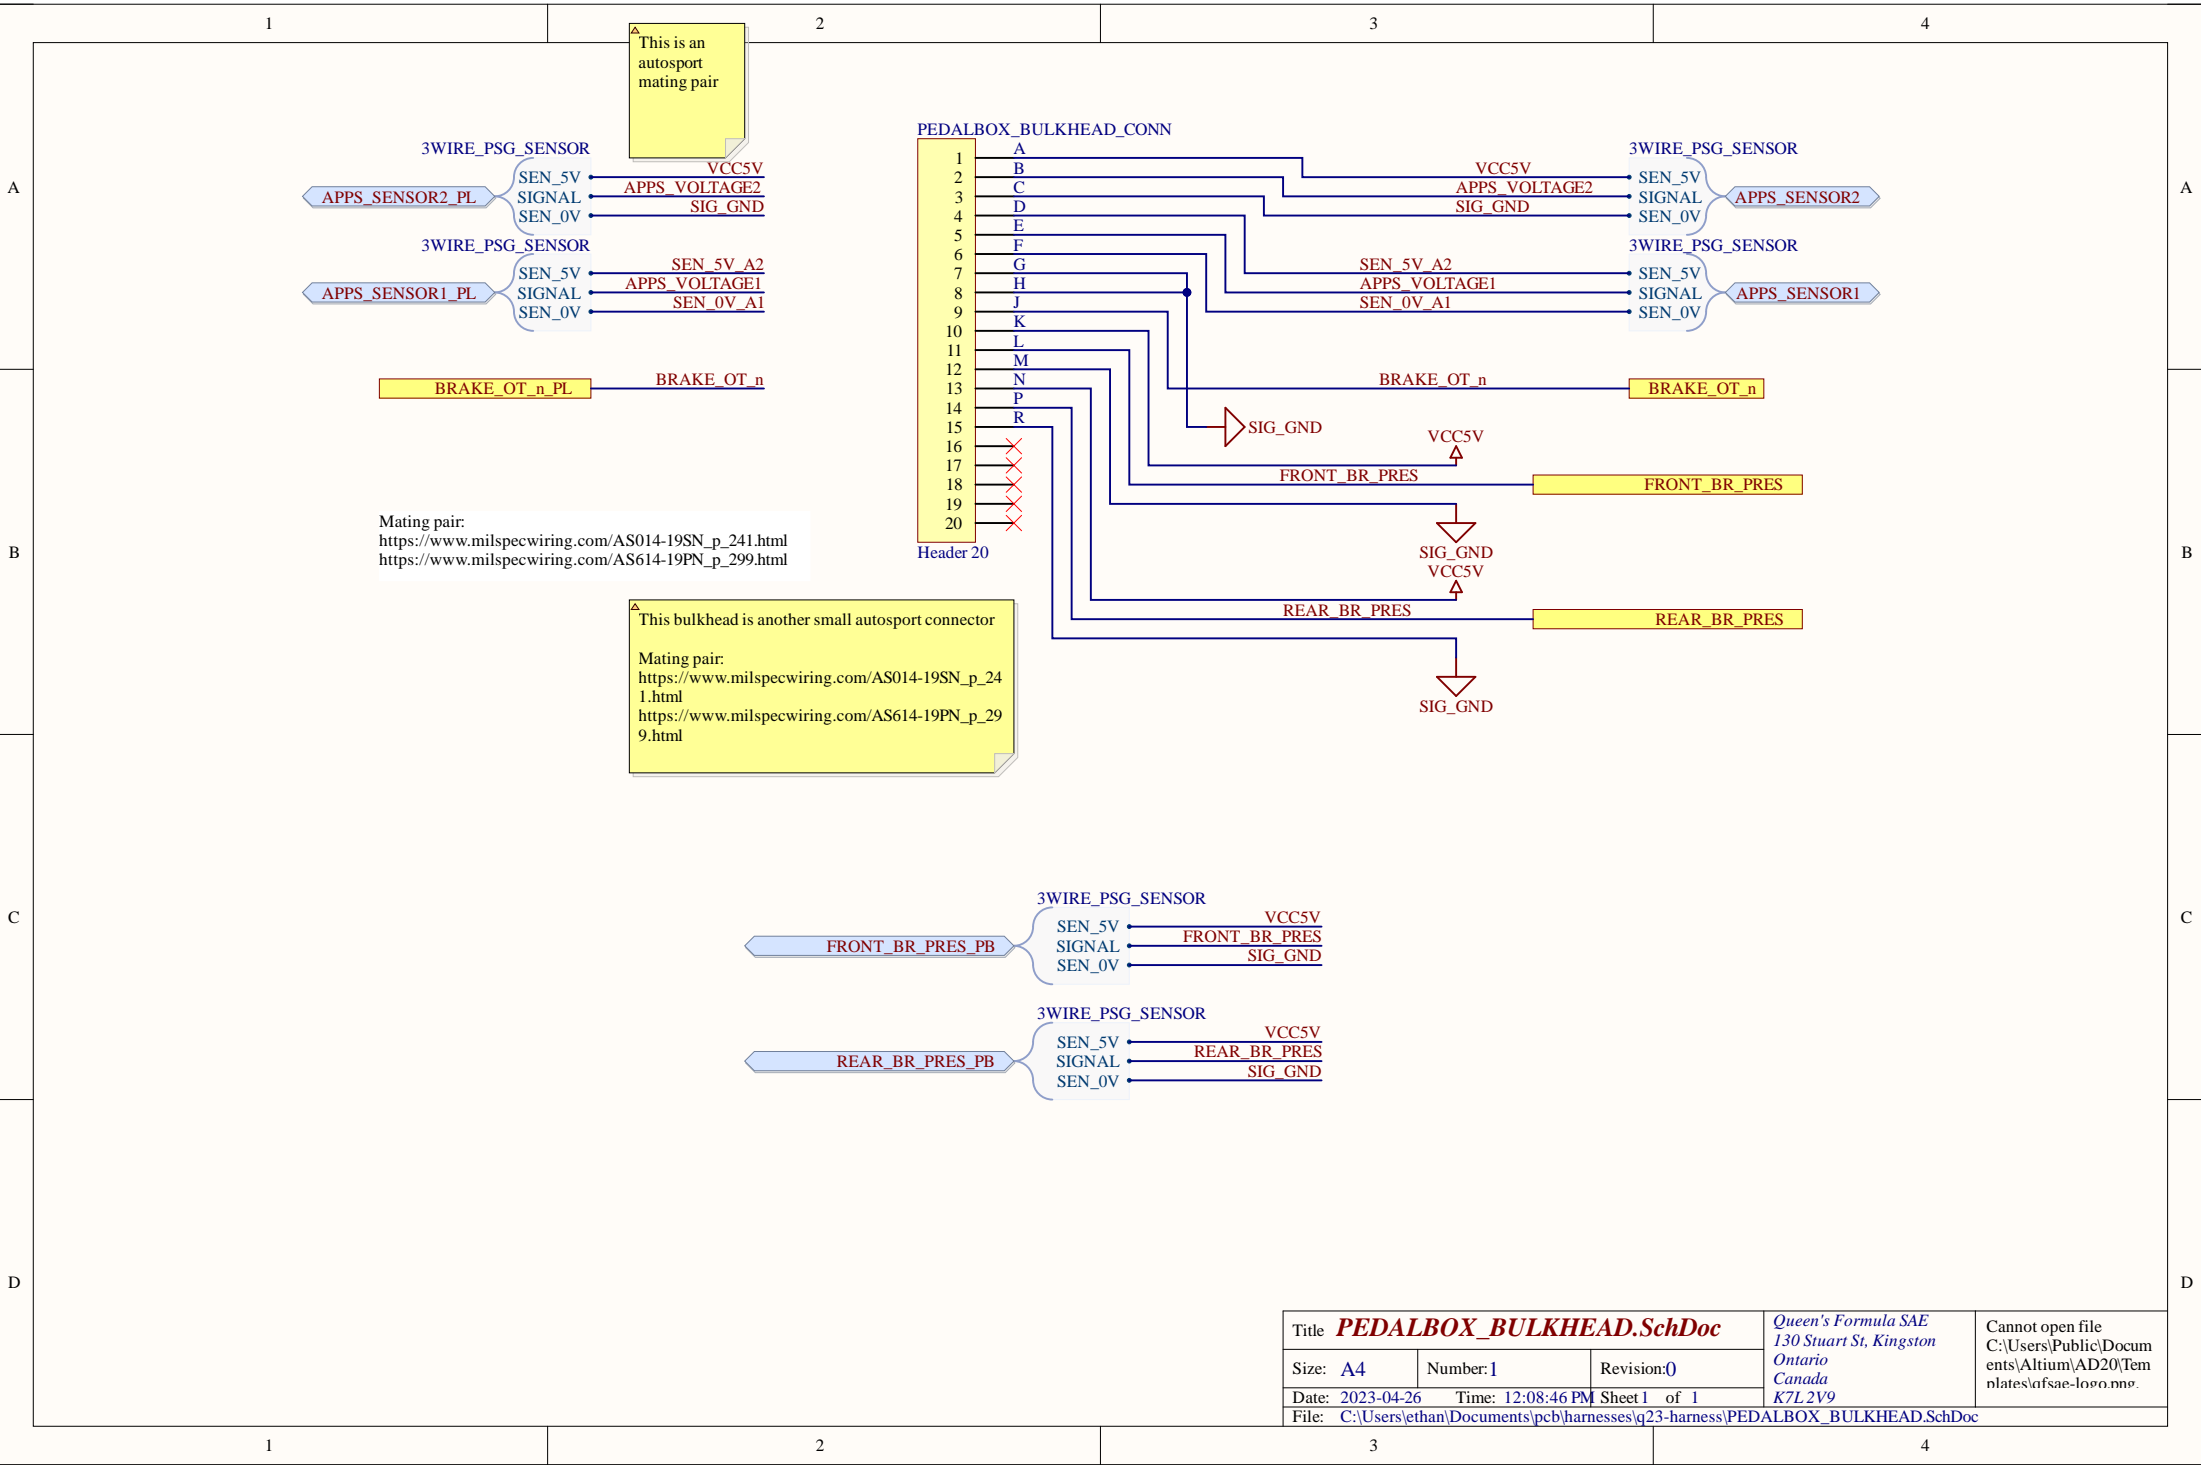 1
2
3
4
A
B
C
D
This is an
autosport
mating pair
3WIRE_PSG_SENSOR
APPS_SENSOR2_PL
SEN_5V
SIGNAL
SEN_0V
VCC5V
APPS_VOLTAGE2
SIG_GND
3WIRE_PSG_SENSOR
APPS_SENSOR1_PL
SEN_5V
SIGNAL
SEN_0V
SEN_5V_A2
APPS_VOLTAGE1
SEN_0V_A1
BRAKE_OT_n_PL
BRAKE_OT_n
PEDALBOX_BULKHEAD_CONN
1 A
2 B
3 C
4 D
5 E
6 F
7 G
8 H
9 J
10 K
11 L
12 M
13 N
14 P
15 R
16
17
18
19
20
Header 20
VCC5V
APPS_VOLTAGE2
SIG_GND
3WIRE_PSG_SENSOR
SEN_5V
SIGNAL
SEN_0V
APPS_SENSOR2
SEN_5V_A2
APPS_VOLTAGE1
SEN_0V_A1
3WIRE_PSG_SENSOR
SEN_5V
SIGNAL
SEN_0V
APPS_SENSOR1
BRAKE_OT_n
BRAKE_OT_n
SIG_GND
VCC5V
FRONT_BR_PRES
FRONT_BR_PRES
SIG_GND
VCC5V
REAR_BR_PRES
REAR_BR_PRES
SIG_GND
Mating pair:
https://www.milspecwiring.com/AS014-19SN_p_241.html
https://www.milspecwiring.com/AS614-19PN_p_299.html
This bulkhead is another small autosport connector
Mating pair:
https://www.milspecwiring.com/AS014-19SN_p_24
1.html
https://www.milspecwiring.com/AS614-19PN_p_29
9.html
3WIRE_PSG_SENSOR
FRONT_BR_PRES_PB
SEN_5V
SIGNAL
SEN_0V
VCC5V
FRONT_BR_PRES
SIG_GND
3WIRE_PSG_SENSOR
REAR_BR_PRES_PB
SEN_5V
SIGNAL
SEN_0V
VCC5V
REAR_BR_PRES
SIG_GND
Title PEDALBOX_BULKHEAD.SchDoc
Size: A4 Number:1 Revision:0
Date: 2023-04-26 Time: 12:08:46 PM Sheet 1 of 1
File: C:\Users\ethan\Documents\pcb\harnesses\q23-harness\PEDALBOX_BULKHEAD.SchDoc
Queen's Formula SAE
130 Stuart St, Kingston
Ontario
Canada
K7L 2V9
Cannot open file
C:\Users\Public\Docum
ents\Altium\AD20\Tem
plates\qfsae-logo.png.
A
B
C
D
1
2
3
4